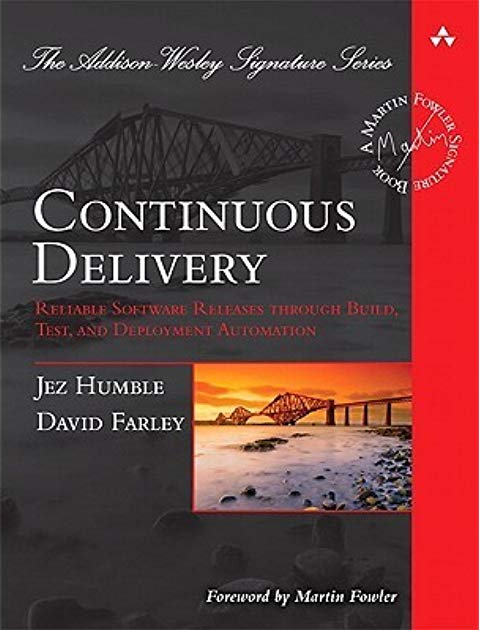 The Addison-Wesley Signature Series
A MARTIN FOWLER SIGNATURE BOOK
Martin
CONTINUOUS
DELIVERY
RELIABLE SOFTWARE RELEASES THROUGH BUILD,
TEST, AND DEPLOYMENT AUTOMATION
JEZ HUMBLE
DAVID FARLEY
Foreword by Martin Fowler